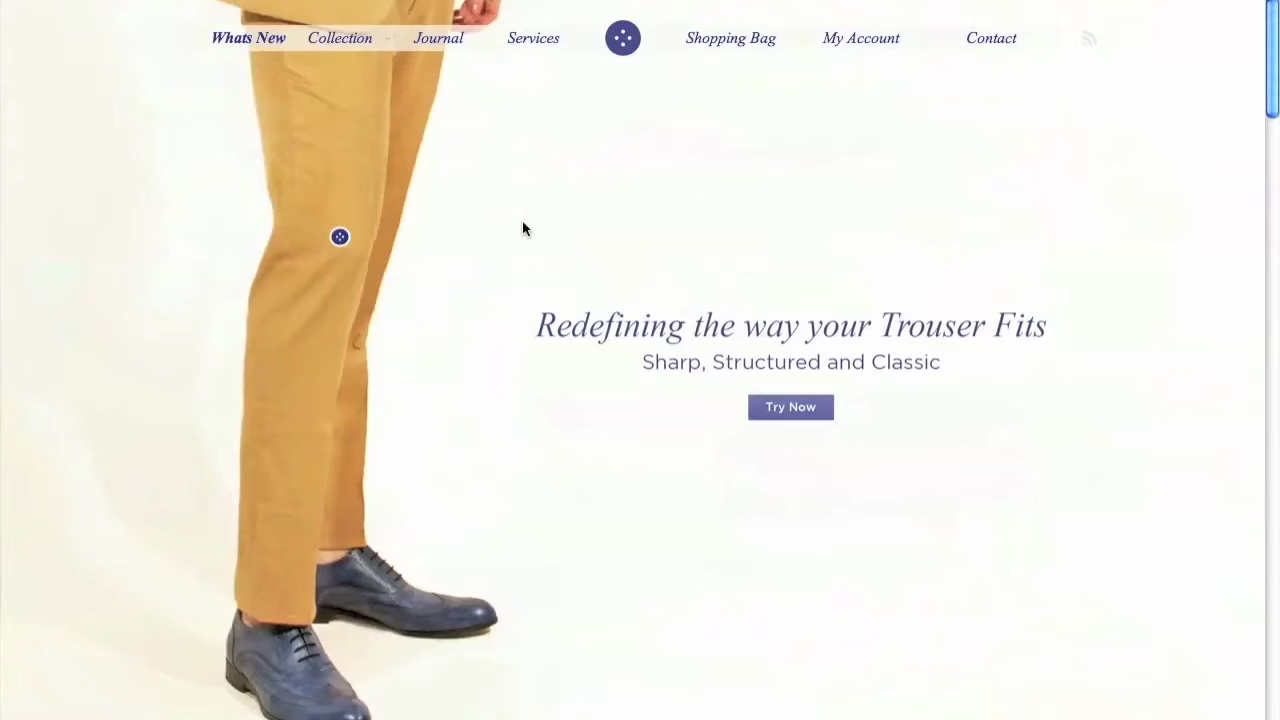 Whats New Collection Journal Services Shopping Bag My Account Contact
Redefining the way your Trouser Fits
Sharp, Structured and Classic
Try Now